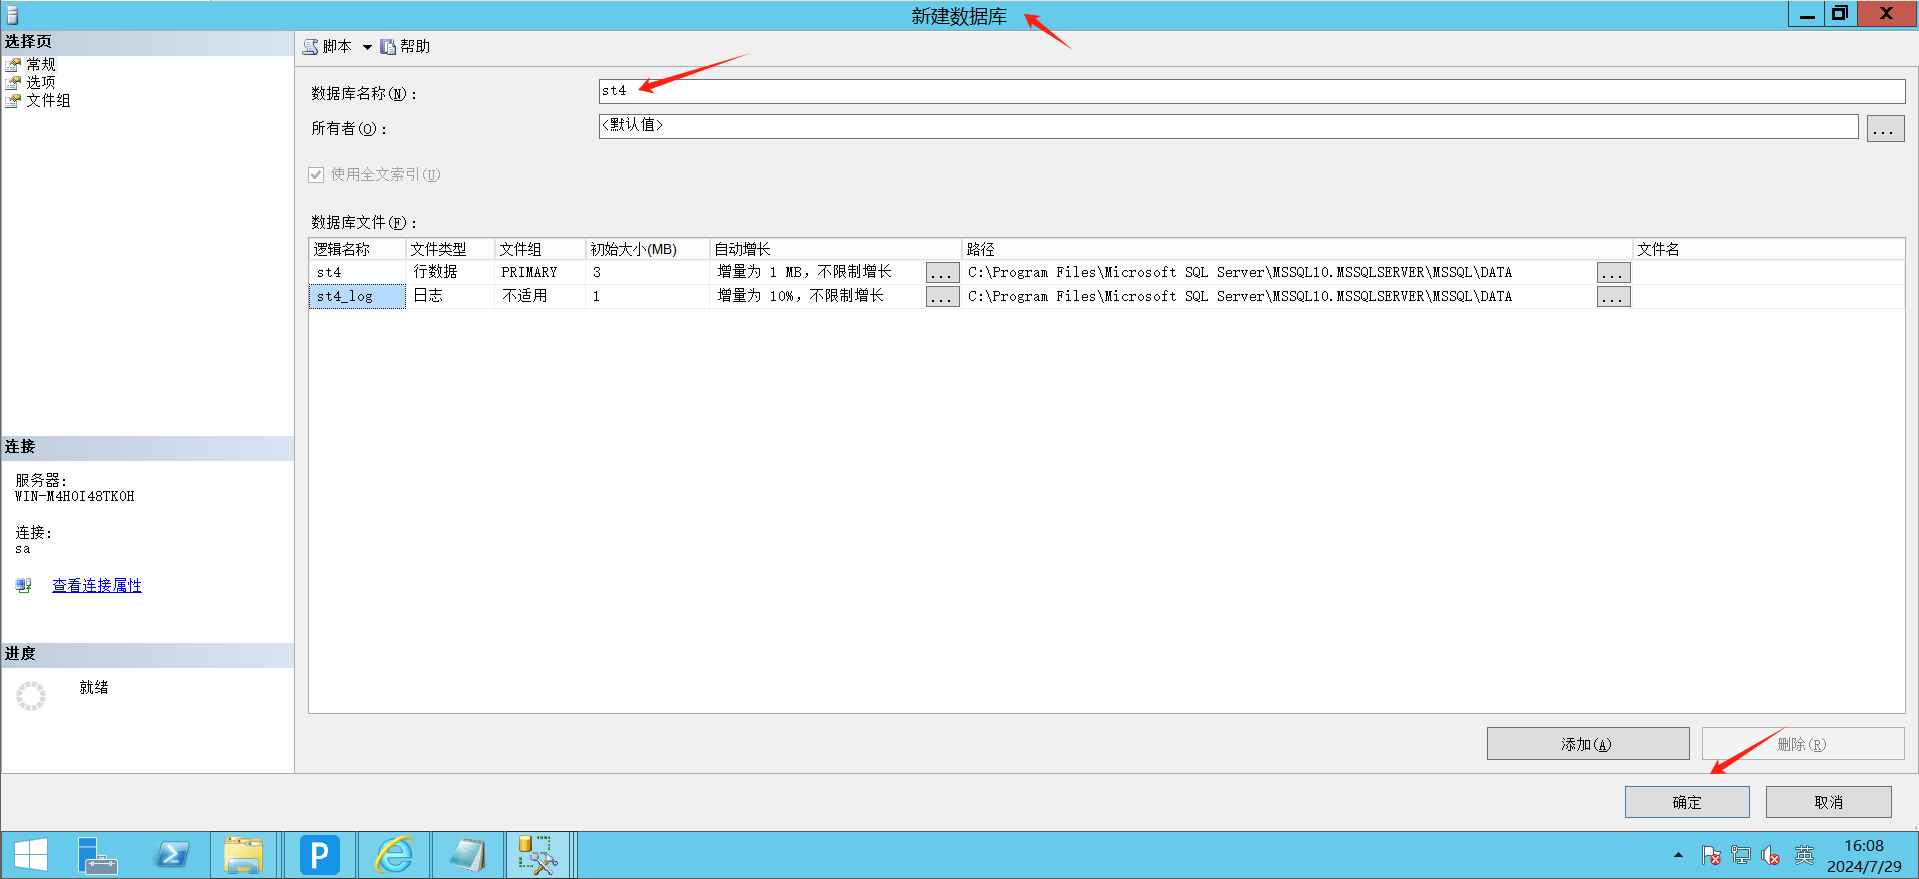 新建数据库
选择页
常规
选项
文件组
脚本 帮助
数据库名称(N)：
st4
所有者(O)：
<默认值>
...
使用全文索引(U)
数据库文件(F)：
逻辑名称 文件类型 文件组 初始大小(MB) 自动增长 路径 文件名
st4 行数据 PRIMARY 3 增量为 1 MB，不限制增长 ... C:\Program Files\Microsoft SQL Server\MSSQL10.MSSQLSERVER\MSSQL\DATA ...
st4_log 日志 不适用 1 增量为 10%，不限制增长 ... C:\Program Files\Microsoft SQL Server\MSSQL10.MSSQLSERVER\MSSQL\DATA ...
连接
服务器:
WIN-M4H0I48TK0H
连接:
sa
查看连接属性
进度
就绪
添加(A) 删除(R)
确定 取消
P
英
16:08
2024/7/29